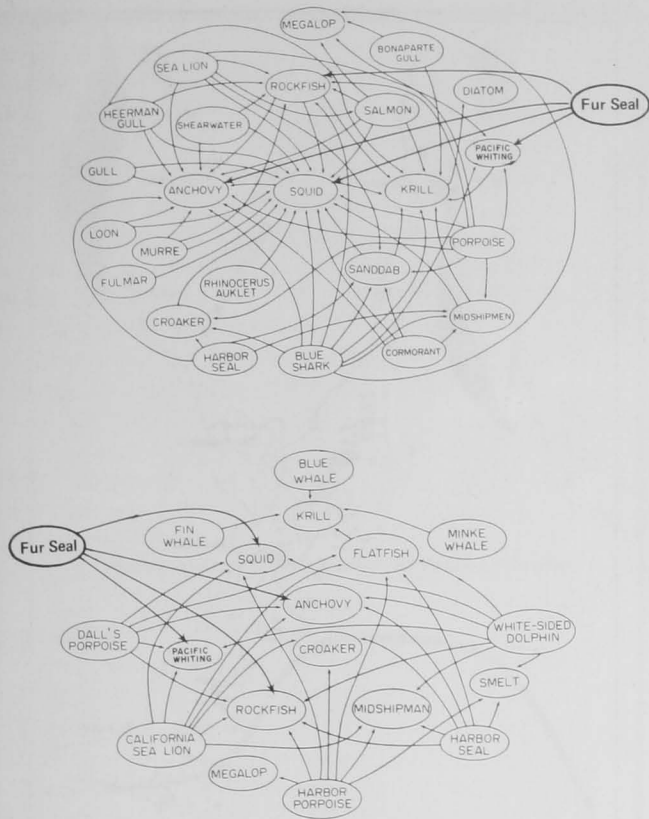 MEGALOP
BONAPARTE
GULL
SEA LION
ROCKFISH
DIATOM
HEERMAN
GULL
SALMON
Fur Seal
SHEARWATER
PACIFIC
WHITING
GULL
ANCHOVY
SQUID
KRILL
LOON
MURRE
PORPOISE
FULMAR
RHINOCERUS
AUKLET
SANDDAB
CROAKER
MIDSHIPMEN
HARBOR
SEAL
BLUE
SHARK
CORMORANT
BLUE
WHALE
KRILL
FIN
WHALE
MINKE
WHALE
Fur Seal
SQUID
FLATFISH
ANCHOVY
DALL'S
PORPOISE
PACIFIC
WHITING
CROAKER
WHITE-SIDED
DOLPHIN
SMELT
ROCKFISH
MIDSHIPMAN
CALIFORNIA
SEA LION
HARBOR
SEAL
MEGALOP
HARBOR
PORPOISE